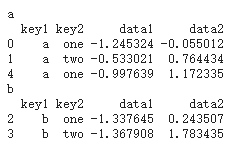 a
key1 key2 data1 data2
0 a one -1.245324 -0.055012
1 a two -0.533021 0.764434
4 a one -0.997639 1.172335
b
key1 key2 data1 data2
2 b one -1.337645 0.243507
3 b two -1.367908 1.783435